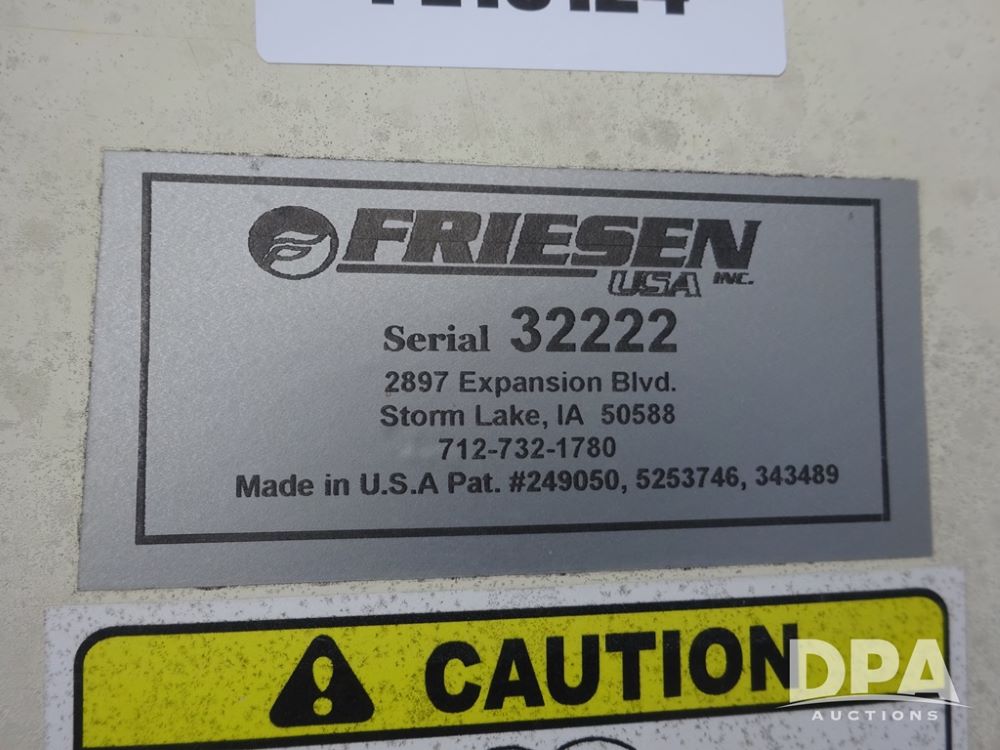 FRIESEN
USA INC.
Serial 32222
2897 Expansion Blvd.
Storm Lake, IA 50588
712-732-1780
Made in U.S.A Pat. #249050, 5253746, 343489
CAUTION
DPA
AUCTIONS